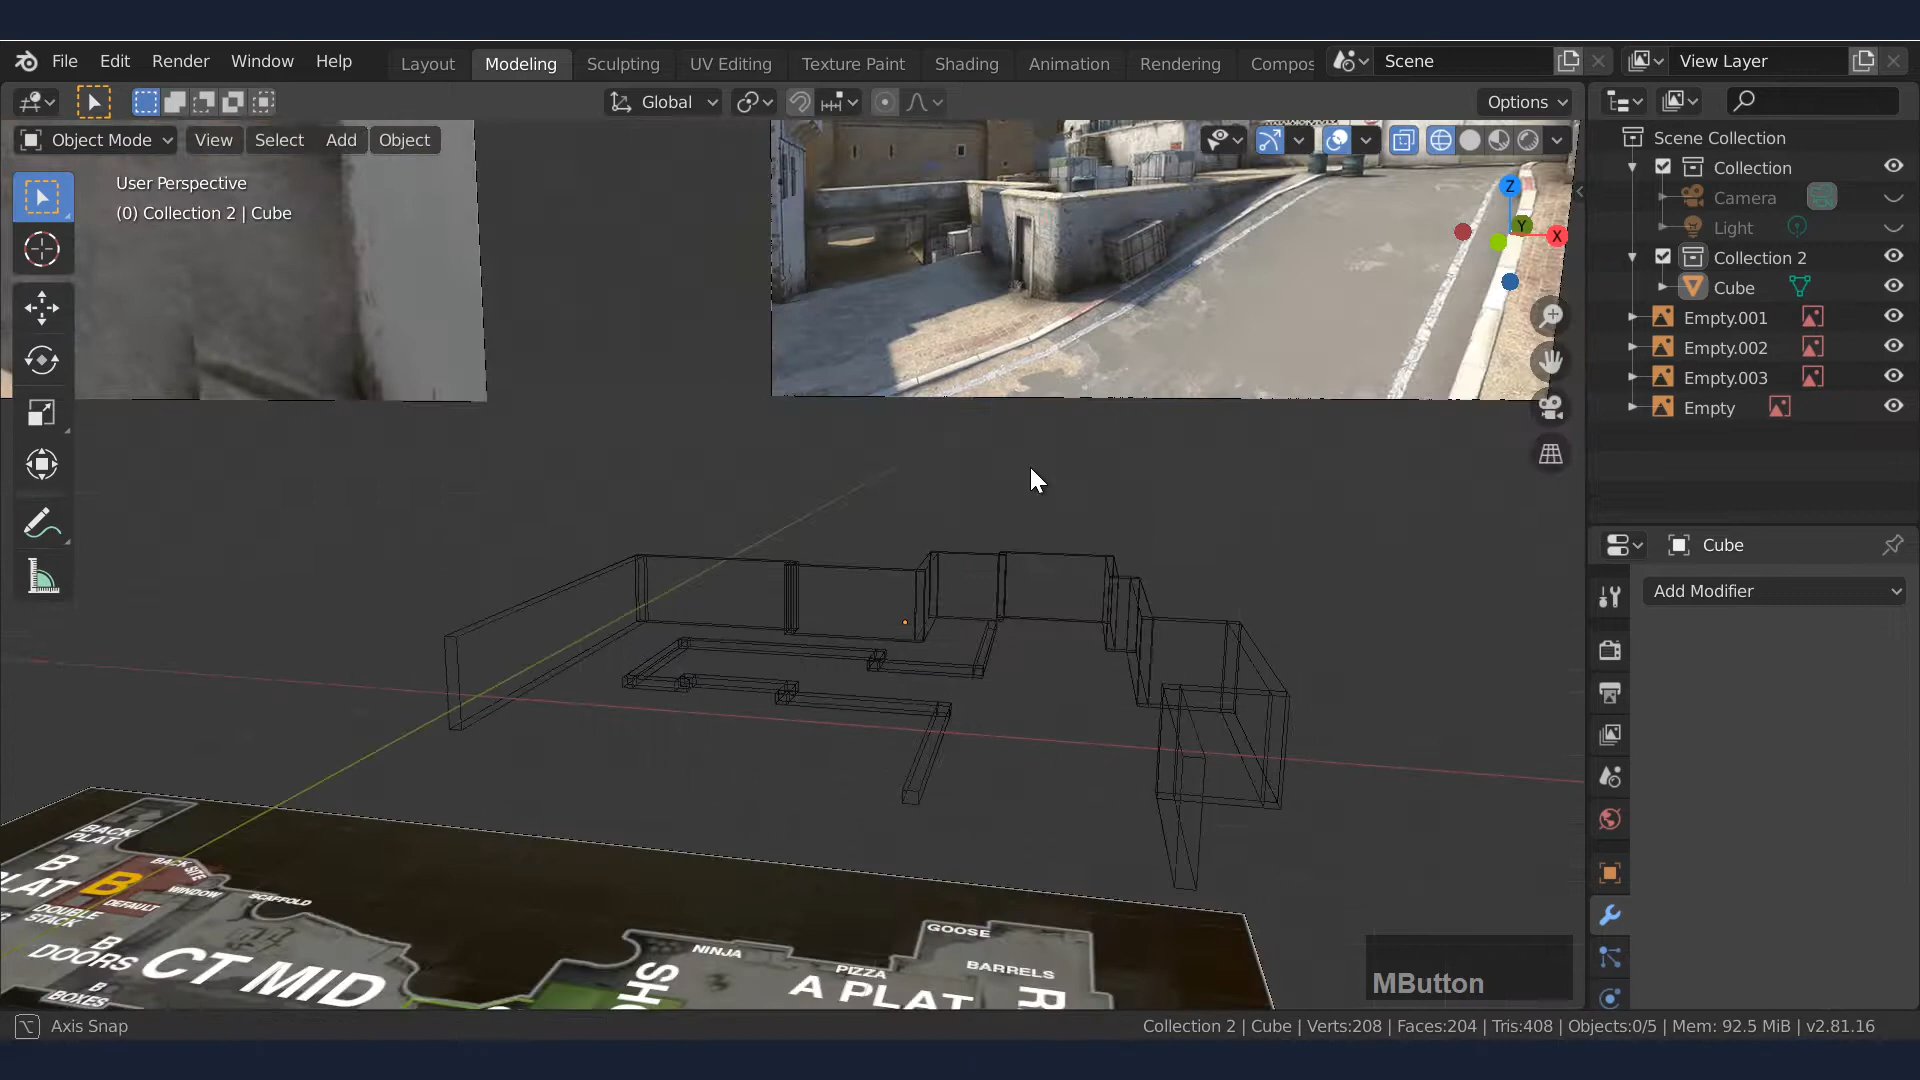 File Edit Render Window Help Layout Modeling Sculpting UV Editing Texture Paint Shading Animation Rendering Compos Scene View Layer
Global Options
Object Mode View Select Add Object
User Perspective
(0) Collection 2 | Cube
Z
Y
X
Scene Collection
Collection
Camera
Light
Collection 2
Cube
Empty.001
Empty.002
Empty.003
Empty
Cube
Add Modifier
BACK
PLAT
B
LAT
B
BACK SITE
WINDOW
SCAFFOLD
DEFAULT
DOUBLE
STACK
B
DOORS
B
BOXES
CT MID
NINJA
PIZZA
A PLAT
GOOSE
BARRELS
MButton
Axis Snap
Collection 2 | Cube | Verts:208 | Faces:204 | Tris:408 | Objects:0/5 | Mem: 92.5 MiB | v2.81.16